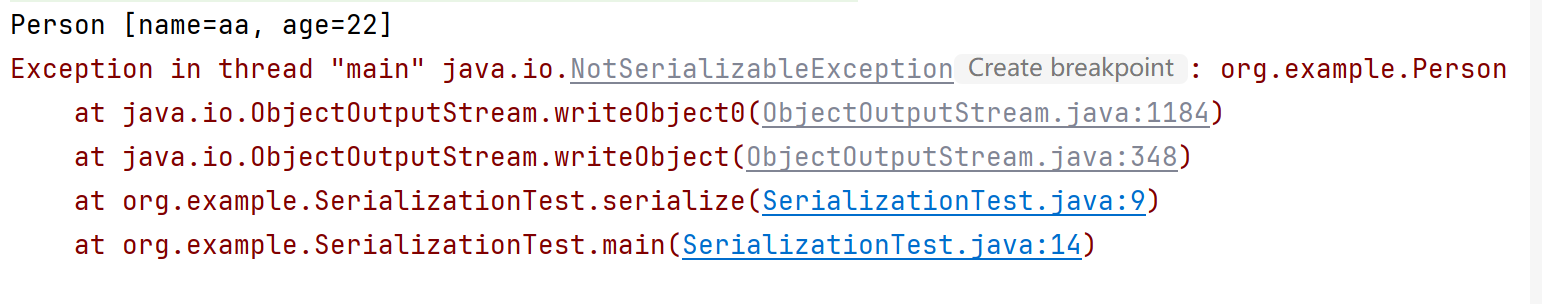 Person [name=aa, age=22]
Exception in thread "main" java.io.NotSerializableException Create breakpoint : org.example.Person
    at java.io.ObjectOutputStream.writeObject0(ObjectOutputStream.java:1184)
    at java.io.ObjectOutputStream.writeObject(ObjectOutputStream.java:348)
    at org.example.SerializationTest.serialize(SerializationTest.java:9)
    at org.example.SerializationTest.main(SerializationTest.java:14)